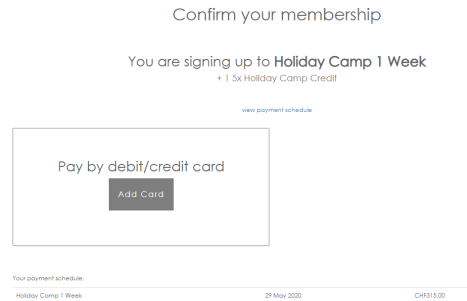 Confirm your membership
You are signing up to Holiday Camp 1 Week
+ 1 5x Holiday Camp Credit
view payment schedule
Pay by debit/credit card
Add Card
Your payment schedule:
Holiday Camp 1 Week 29 May 2020 CHF315.00